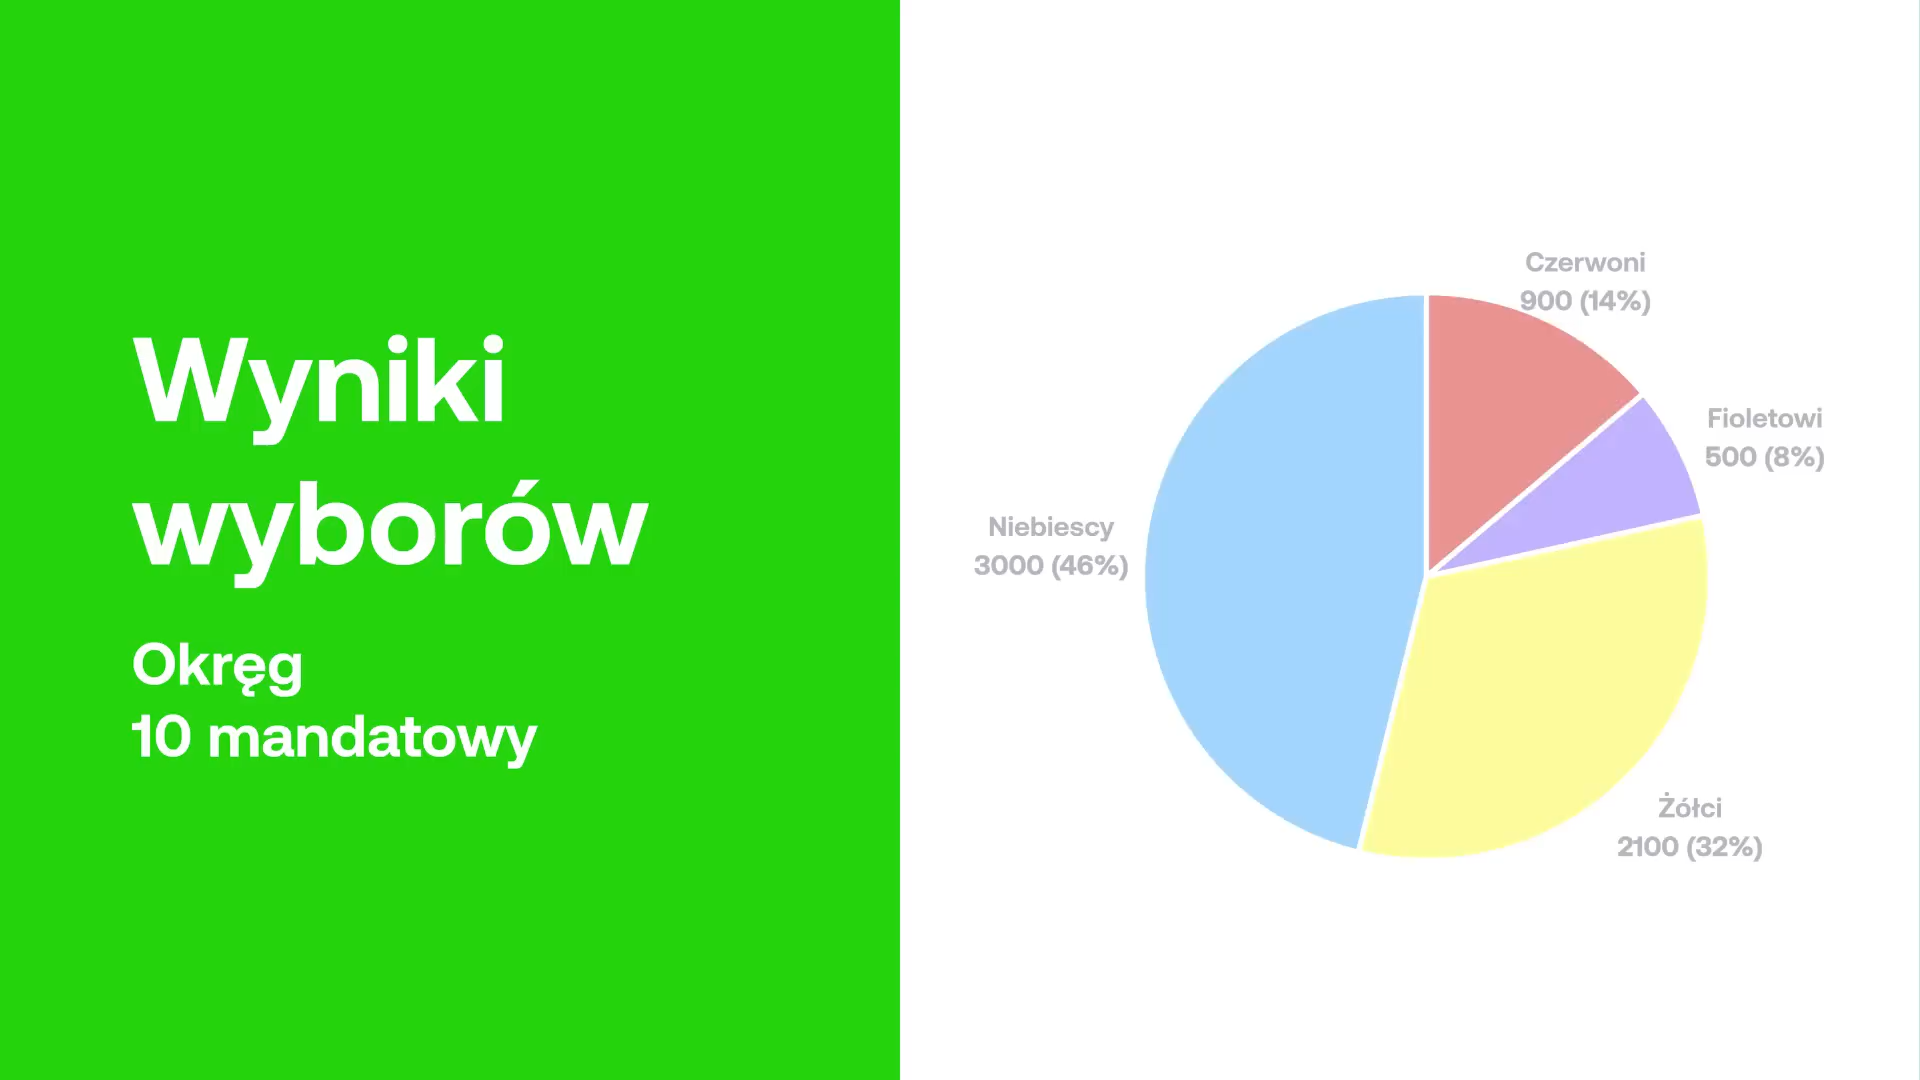 Wyniki
wyborów
Okręg
10 mandatowy
Czerwoni
900 (14%)
Fioletowi
500 (8%)
Niebiescy
3000 (46%)
Żółci
2100 (32%)